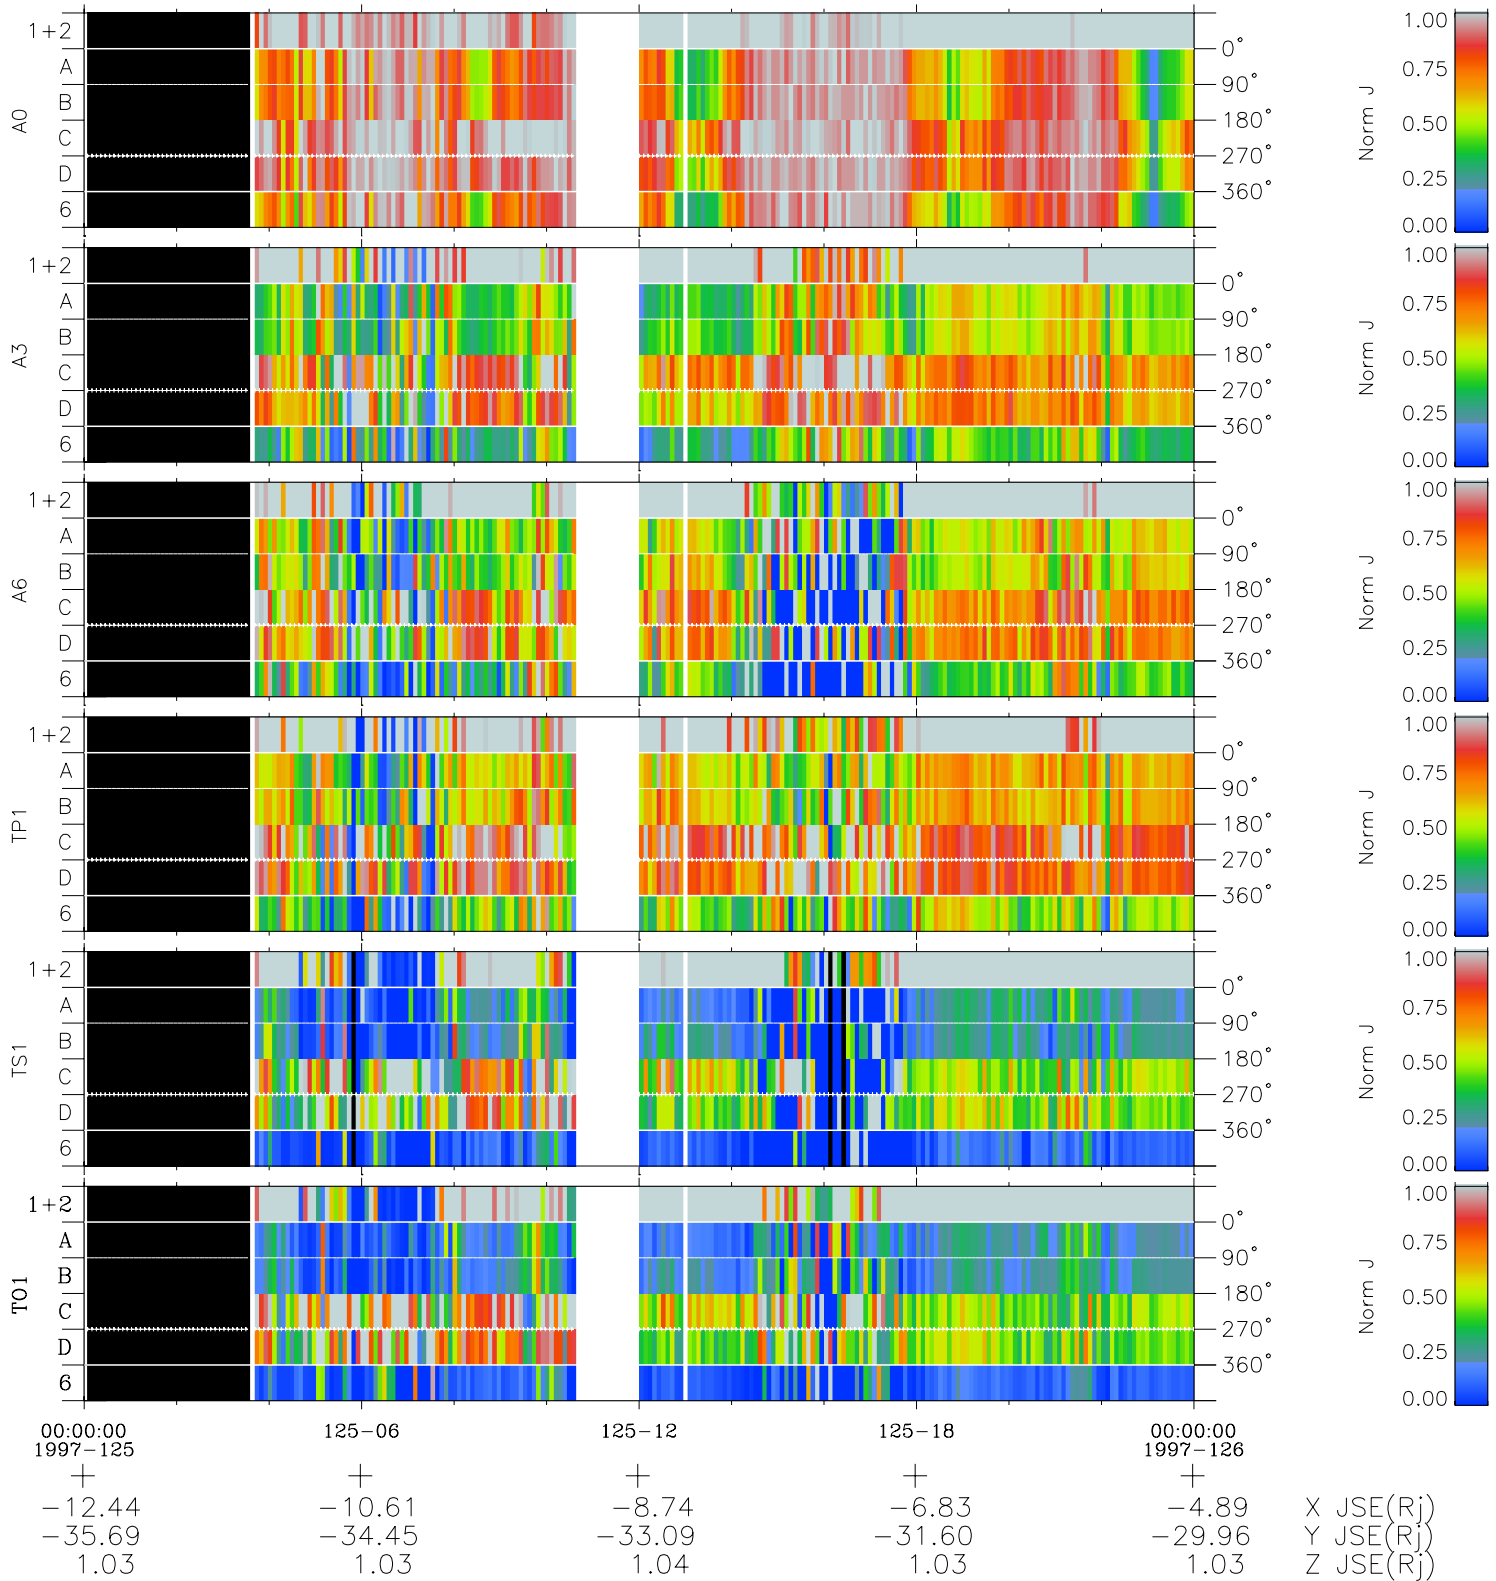 A0
1+2
A
B
C
D
6
0°
90°
180°
270°
360°
Norm J
1.00
0.75
0.50
0.25
0.00
A3
1+2
A
B
C
D
6
0°
90°
180°
270°
360°
Norm J
1.00
0.75
0.50
0.25
0.00
A6
1+2
A
B
C
D
6
0°
90°
180°
270°
360°
Norm J
1.00
0.75
0.50
0.25
0.00
TP1
1+2
A
B
C
D
6
0°
90°
180°
270°
360°
Norm J
1.00
0.75
0.50
0.25
0.00
TS1
1+2
A
B
C
D
6
0°
90°
180°
270°
360°
Norm J
1.00
0.75
0.50
0.25
0.00
TO1
1+2
A
B
C
D
6
0°
90°
180°
270°
360°
Norm J
1.00
0.75
0.50
0.25
0.00
00:00:00 125-06 125-12 125-18 00:00:00
1997-125 1997-126
-12.44 -10.61 -8.74 -6.83 -4.89 X JSE(Rj)
-35.69 -34.45 -33.09 -31.60 -29.96 Y JSE(Rj)
1.03 1.03 1.04 1.03 1.03 Z JSE(Rj)